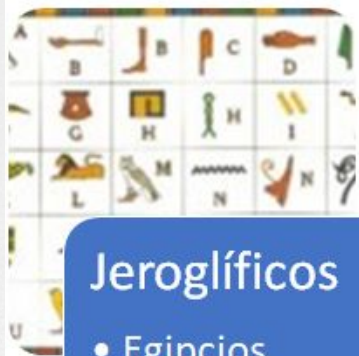 A B B C D
G H H I
L M N N
U
Jeroglíficos
• Egipcios